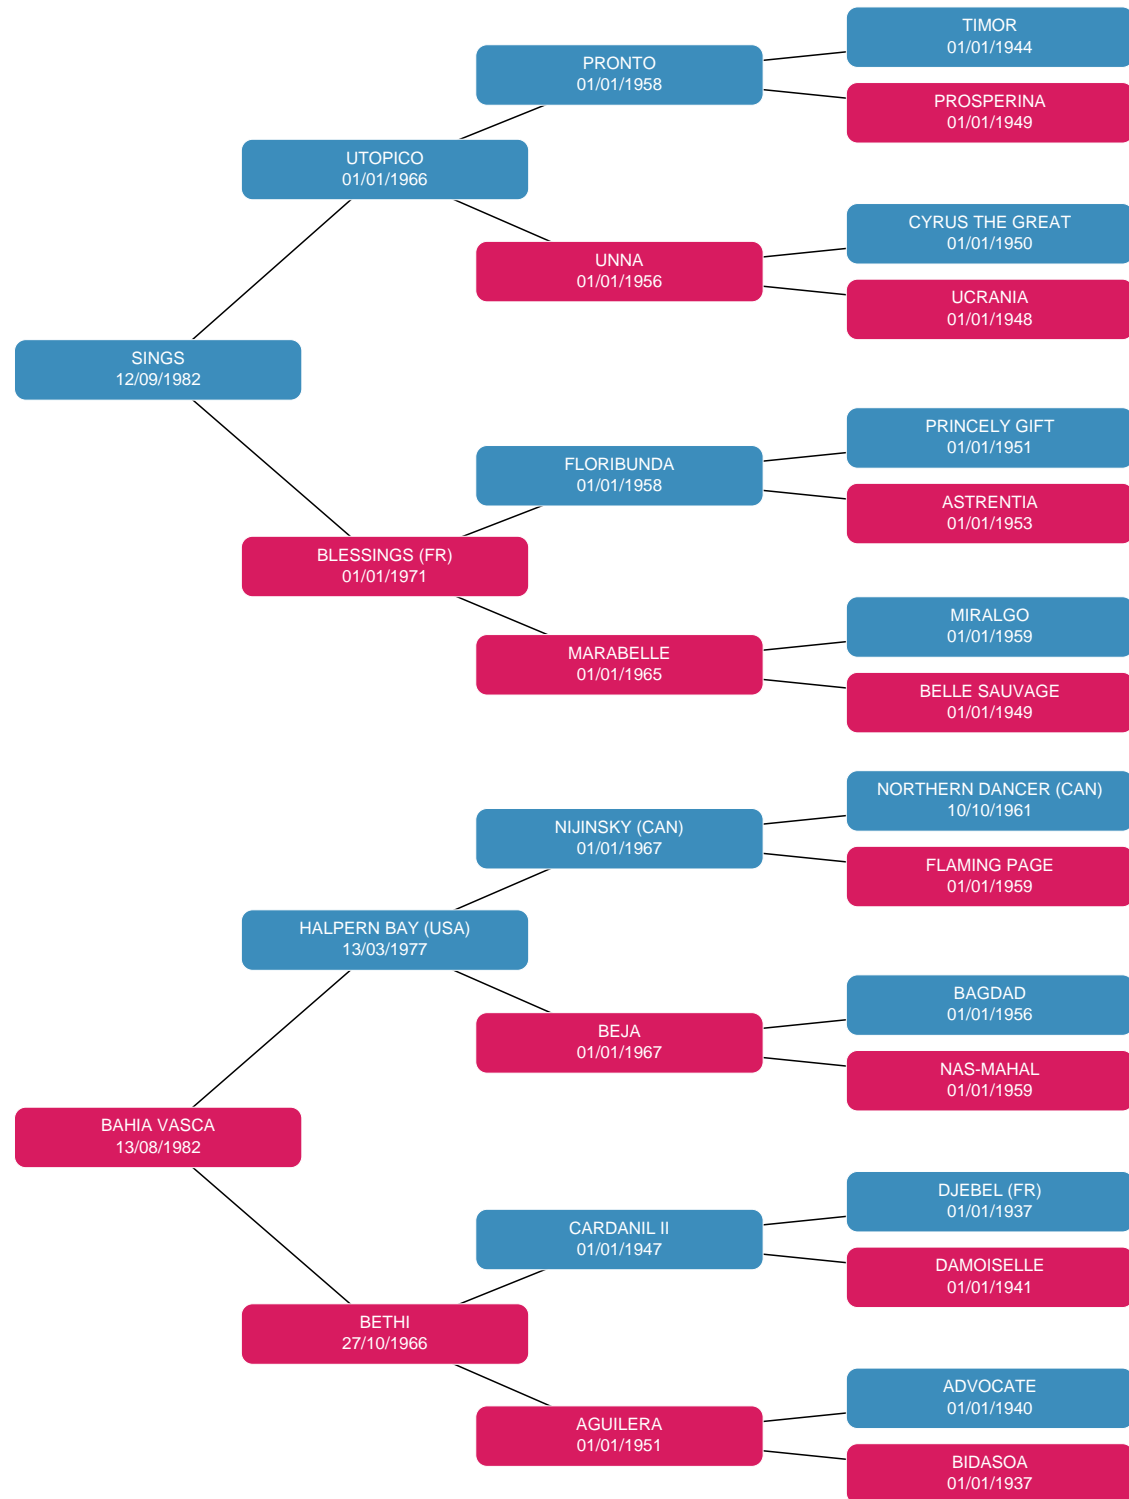 TIMOR
01/01/1944
PRONTO
01/01/1958
PROSPERINA
01/01/1949
UTOPICO
01/01/1966
CYRUS THE GREAT
01/01/1950
UNNA
01/01/1956
UCRANIA
01/01/1948
SINGS
12/09/1982
PRINCELY GIFT
01/01/1951
FLORIBUNDA
01/01/1958
ASTRENTIA
01/01/1953
BLESSINGS (FR)
01/01/1971
MIRALGO
01/01/1959
MARABELLE
01/01/1965
BELLE SAUVAGE
01/01/1949
NORTHERN DANCER (CAN)
10/10/1961
NIJINSKY (CAN)
01/01/1967
FLAMING PAGE
01/01/1959
HALPERN BAY (USA)
13/03/1977
BAGDAD
01/01/1956
BEJA
01/01/1967
NAS-MAHAL
01/01/1959
BAHIA VASCA
13/08/1982
DJEBEL (FR)
01/01/1937
CARDANIL II
01/01/1947
DAMOISELLE
01/01/1941
BETHI
27/10/1966
ADVOCATE
01/01/1940
AGUILERA
01/01/1951
BIDASOA
01/01/1937